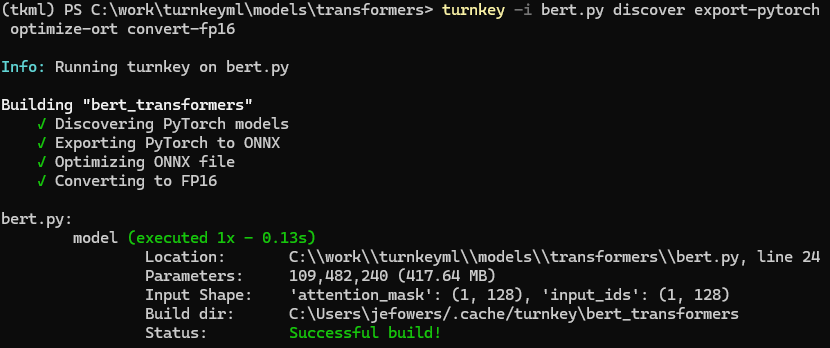 (tkml) PS C:\work\turnkeyml\models\transformers> turnkey -i bert.py discover export-pytorch
optimize-ort convert-fp16
Info: Running turnkey on bert.py
Building "bert_transformers"
✓ Discovering PyTorch models
✓ Exporting PyTorch to ONNX
✓ Optimizing ONNX file
✓ Converting to FP16
bert.py:
model (executed 1x - 0.13s)
Location: C:\\work\\turnkeyml\\models\\transformers\\bert.py, line 24
Parameters: 109,482,240 (417.64 MB)
Input Shape: 'attention_mask': (1, 128), 'input_ids': (1, 128)
Build dir: C:\Users\jefowers/.cache/turnkey\bert_transformers
Status: Successful build!